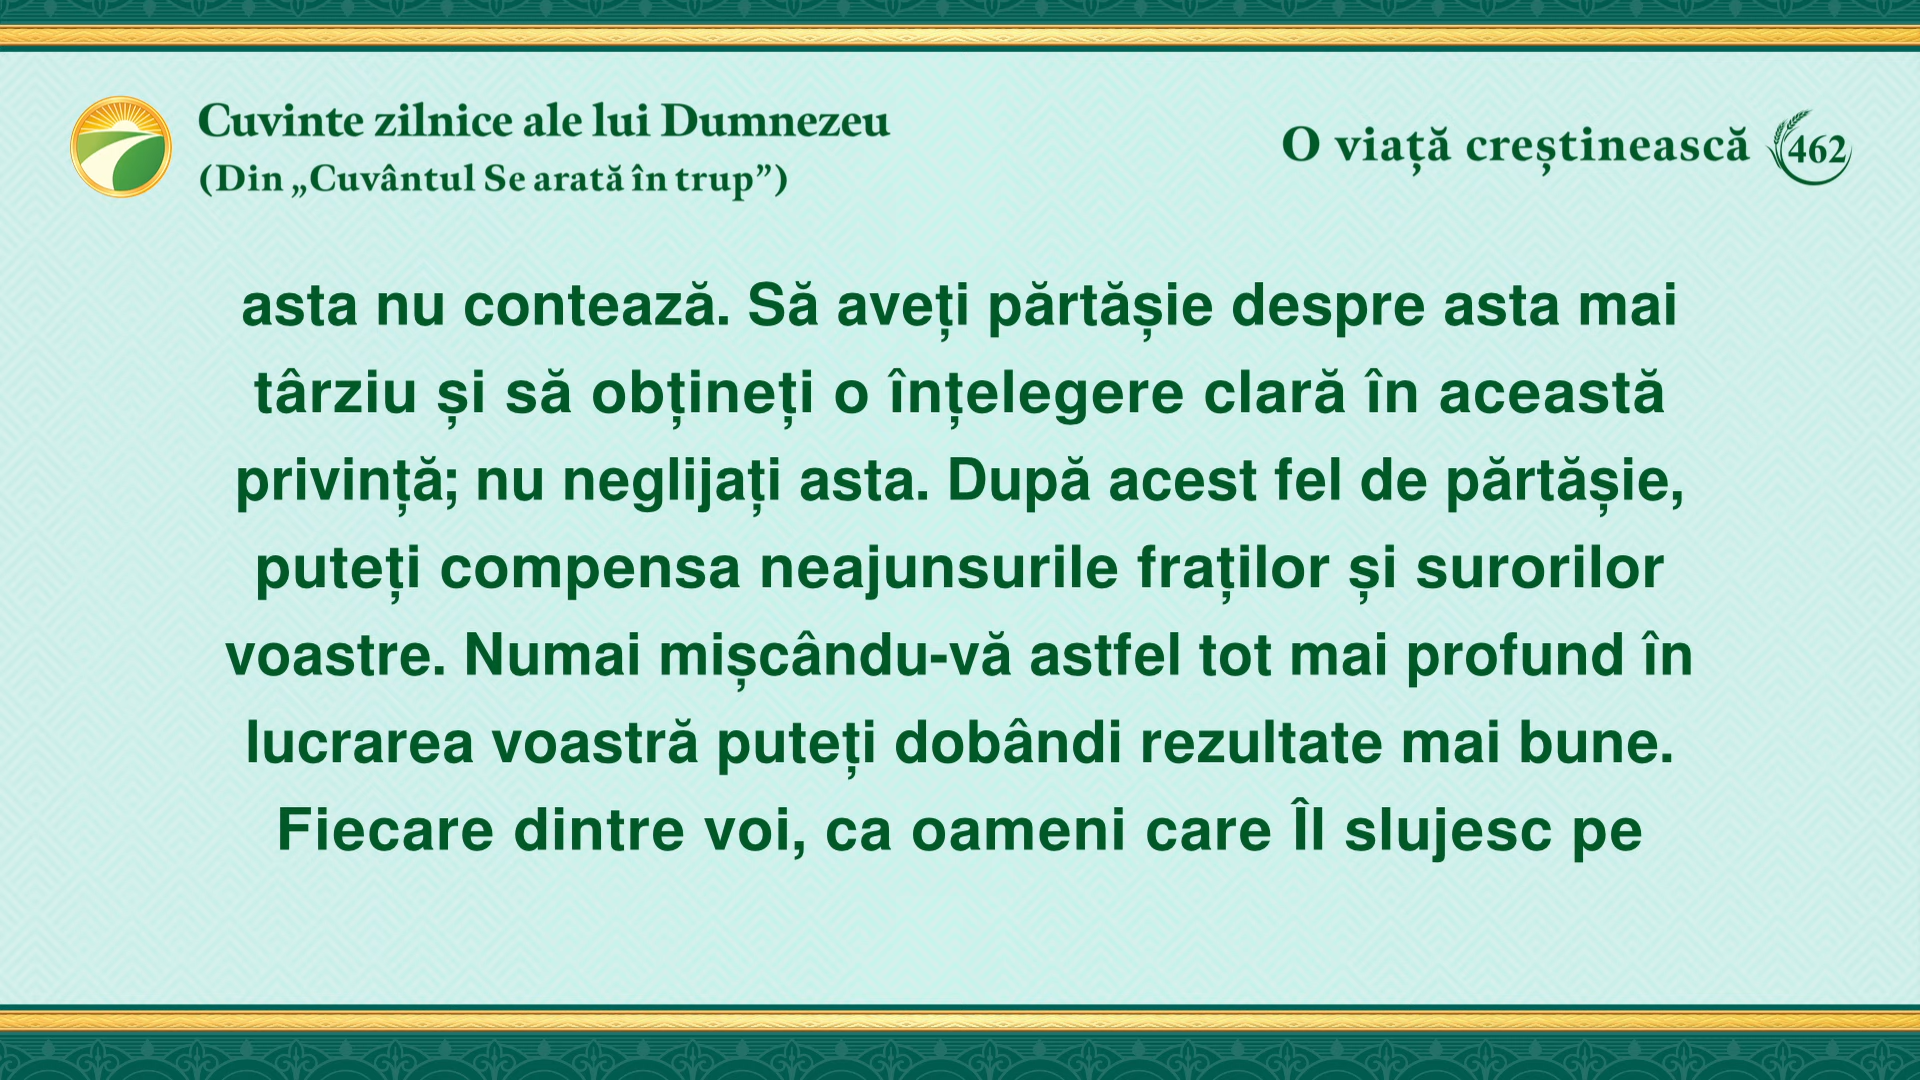 Cuvinte zilnice ale lui Dumnezeu
(Din „Cuvântul Se arată în trup”)
O viață creștinească 462
asta nu contează. Să aveți părtășie despre asta mai
târziu și să obțineți o înțelegere clară în această
privință; nu neglijați asta. După acest fel de părtășie,
puteți compensa neajunsurile fraților și surorilor
voastre. Numai mișcându-vă astfel tot mai profund în
lucrarea voastră puteți dobândi rezultate mai bune.
Fiecare dintre voi, ca oameni care Îl slujesc pe